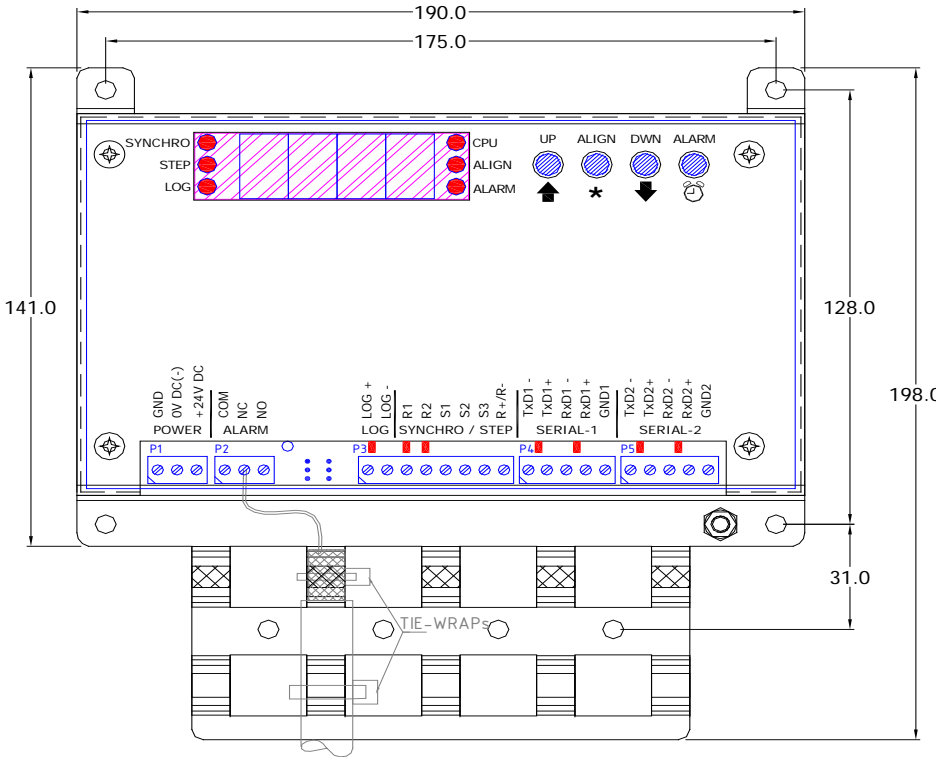 190.0
175.0
SYNCHRO CPU UP ALIGN DWN ALARM
STEP ALIGN
LOG ALARM *
141.0 128.0
198.0
GND
0V DC(-)
+24V DC
COM
NC
NO
LOG +
LOG -
R1
R2
S1
S2
S3
R+/R-
TxD1 -
TxD1+
RxD1 -
RxD1+
GND1
TxD2 -
TxD2+
RxD2 -
RxD2+
GND2
POWER ALARM LOG SYNCHRO / STEP SERIAL-1 SERIAL-2
P1 P2 P3 P4 P5
31.0
TIE-WRAPs